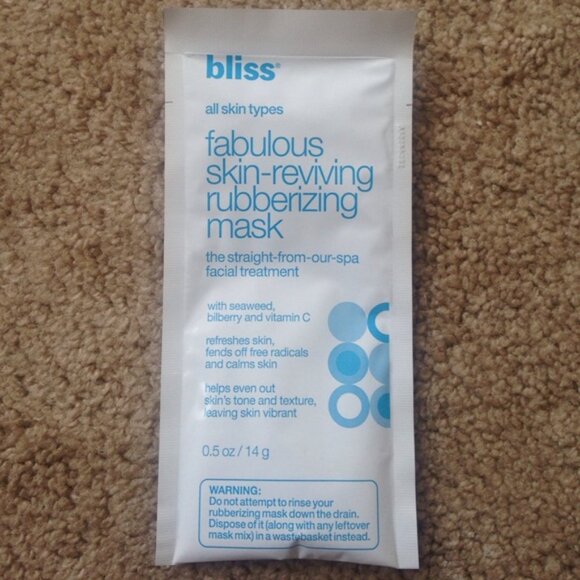 bliss®
all skin types
fabulous
skin-reviving
rubberizing
mask
the straight-from-our-spa
facial treatment
with seaweed,
bilberry and vitamin C
refreshes skin,
fends off free radicals
and calms skin
helps even out
skin's tone and texture,
leaving skin vibrant
0.5 oz / 14 g
WARNING:
Do not attempt to rinse your
rubberizing mask down the drain.
Dispose of it (along with any leftover
mask mix) in a wastebasket instead.